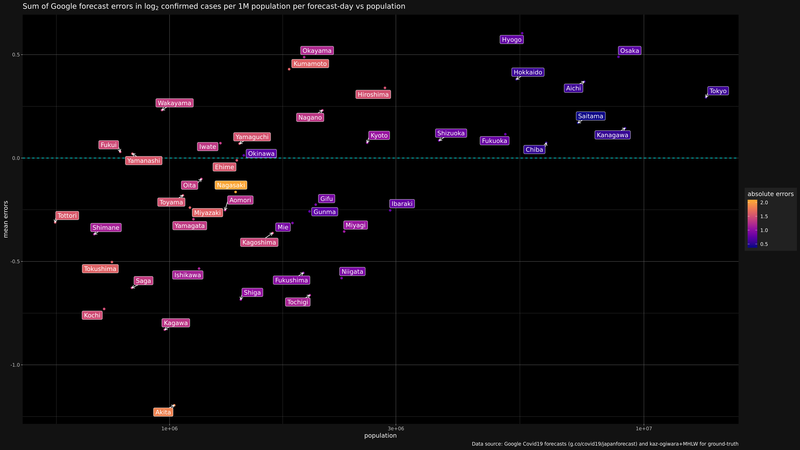 Sum of Google forecast errors in log2 confirmed cases per 1M population per forecast-day vs population
Hyogo
Okayama
Osaka
0.5
Kumamoto
Hokkaido
Aichi
Tokyo
Hiroshima
Wakayama
Nagano
Saitama
Shizuoka
Kyoto
Kanagawa
Yamaguchi
Fukuoka
Fukui
Iwate
Chiba
Okinawa
0.0
Yamanashi
Ehime
absolute errors
Oita
Nagasaki
2.0
Toyama
Aomori
Gifu
Ibaraki
1.5
Tottori
Miyazaki
Gunma
1.0
Shimane
Yamagata
Mie
Miyagi
0.5
mean errors
Kagoshima
-0.5
Tokushima
Ishikawa
Niigata
Saga
Fukushima
Shiga
Tochigi
Kochi
Kagawa
-1.0
Akita
1e+06
3e+06
1e+07
population
Data source: Google Covid19 forecasts (g.co/covid19/japanforecast) and kaz-ogiwara+MHLW for ground-truth